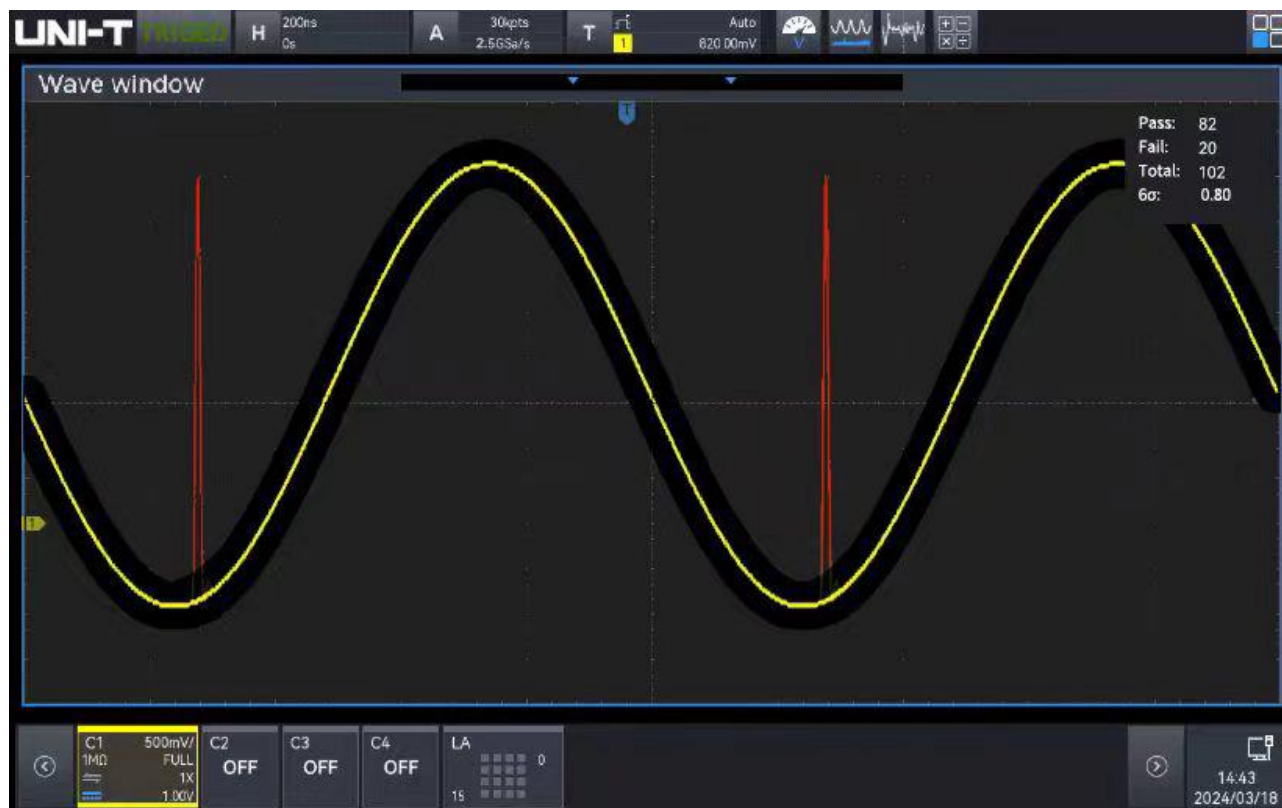 UNI-T TRIGED H 200ns 0s A 30kpts 2.5GSa/s T 1 Auto 820.00mV V
Wave window
T
Pass: 82
Fail: 20
Total: 102
6σ: 0.80
1
C1 500mV/ 1MΩ FULL 1X 1.00V
C2 OFF
C3 OFF
C4 OFF
LA 0 15
14:43
2024/03/18